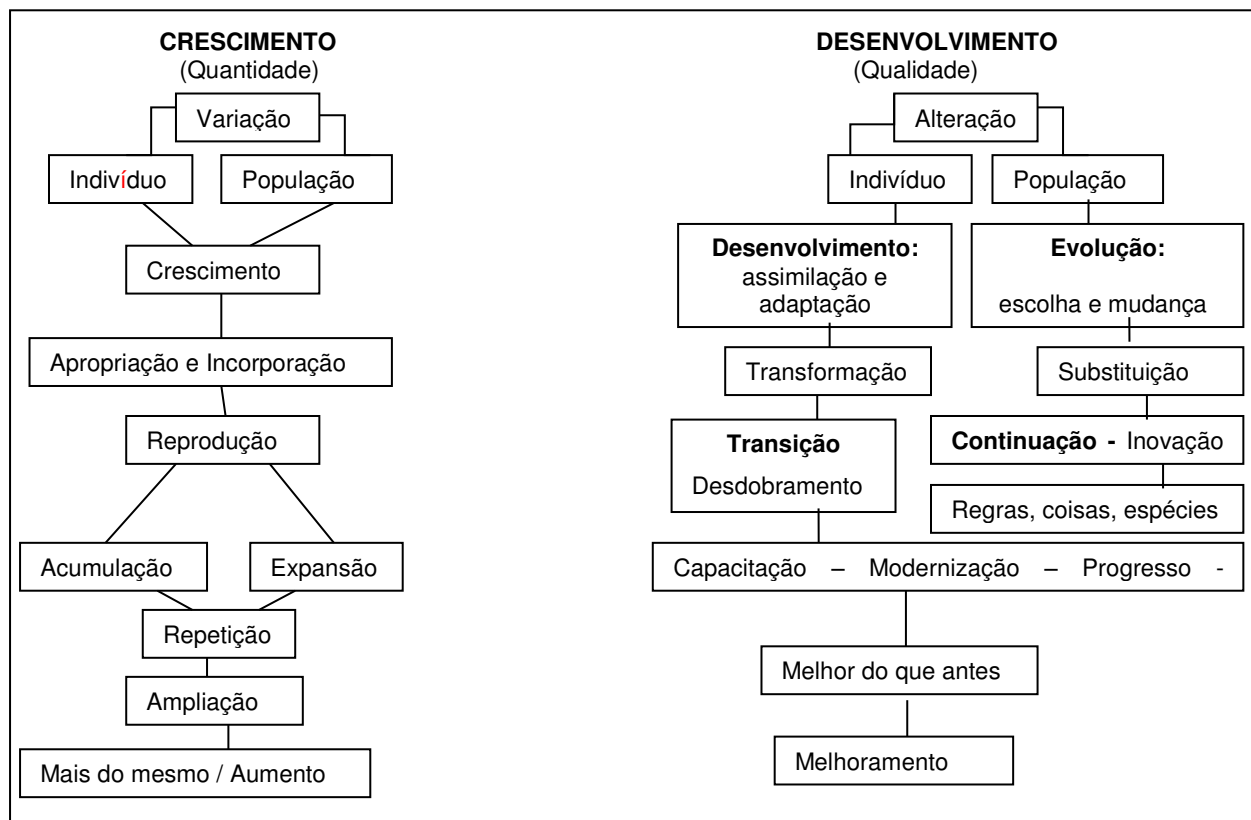 CRESCIMENTO
(Quantidade)
Variação
Indivíduo
População
Crescimento
Apropriação e Incorporação
Reprodução
Acumulação
Expansão
Repetição
Ampliação
Mais do mesmo / Aumento
DESENVOLVIMENTO
(Qualidade)
Alteração
Indivíduo
População
Desenvolvimento:
assimilação e
adaptação
Evolução:
escolha e mudança
Transformação
Substituição
Transição
Desdobramento
Continuação - Inovação
Regras, coisas, espécies
Capacitação – Modernização – Progresso -
Melhor do que antes
Melhoramento